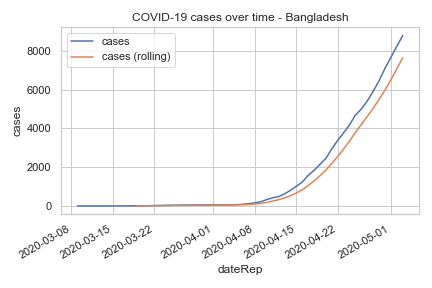 COVID-19 cases over time - Bangladesh
cases
cases (rolling)
8000
6000
4000
2000
0
cases
2020-03-08
2020-03-15
2020-03-22
2020-04-01
2020-04-08
2020-04-15
2020-04-22
2020-05-01
dateRep